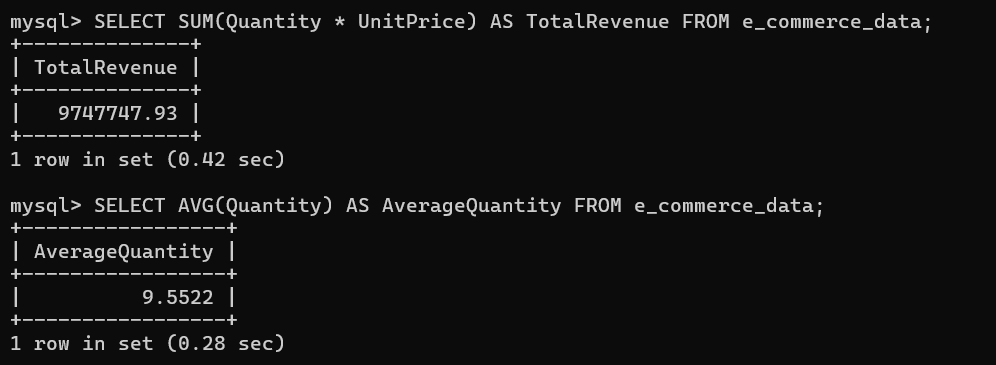 mysql> SELECT SUM(Quantity * UnitPrice) AS TotalRevenue FROM e_commerce_data;
+--------------+
| TotalRevenue |
+--------------+
|   9747747.93 |
+--------------+
1 row in set (0.42 sec)

mysql> SELECT AVG(Quantity) AS AverageQuantity FROM e_commerce_data;
+-----------------+
| AverageQuantity |
+-----------------+
|          9.5522 |
+-----------------+
1 row in set (0.28 sec)